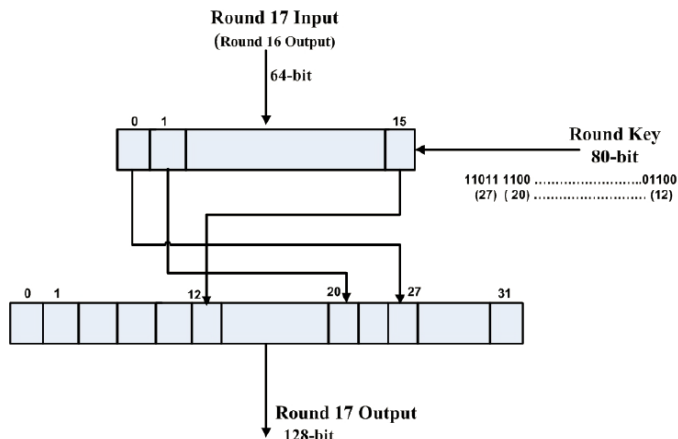 Round 17 Input
(Round 16 Output)
64-bit
0 1 15
Round Key
80-bit
11011 1100 ............................01100
(27) ( 20) ............................ (12)
0 1 12 20 27 31
Round 17 Output
128-bit